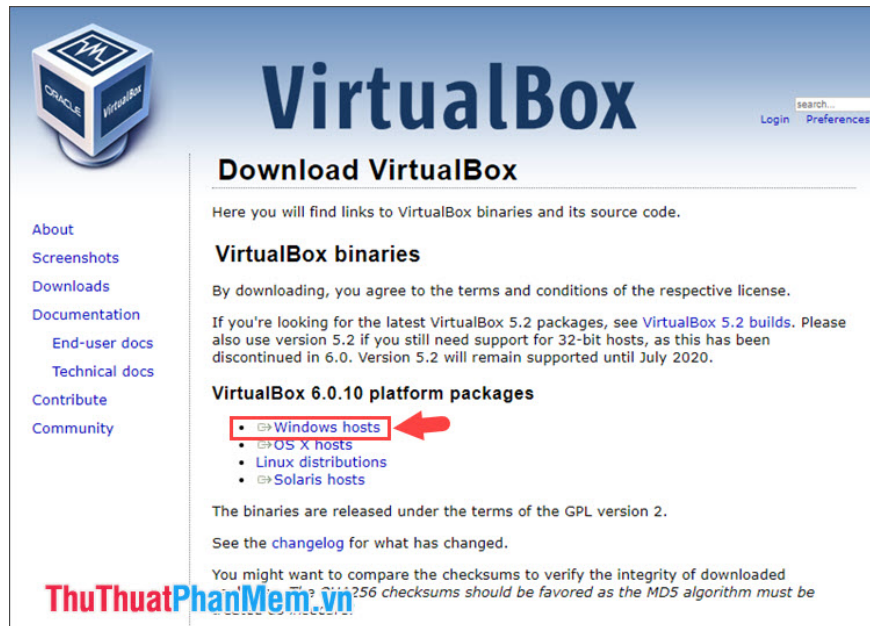 ORACLE
VirtualBox
VirtualBox
search...
Login Preferences
Download VirtualBox
Here you will find links to VirtualBox binaries and its source code.
About
Screenshots
Downloads
Documentation
End-user docs
Technical docs
Contribute
Community
VirtualBox binaries
By downloading, you agree to the terms and conditions of the respective license.
If you're looking for the latest VirtualBox 5.2 packages, see VirtualBox 5.2 builds. Please
also use version 5.2 if you still need support for 32-bit hosts, as this has been
discontinued in 6.0. Version 5.2 will remain supported until July 2020.
VirtualBox 6.0.10 platform packages
Windows hosts
OS X hosts
Linux distributions
Solaris hosts
The binaries are released under the terms of the GPL version 2.
See the changelog for what has changed.
You might want to compare the checksums to verify the integrity of downloaded
256 checksums should be favored as the MD5 algorithm must be
ThuThuatPhanMem.vn